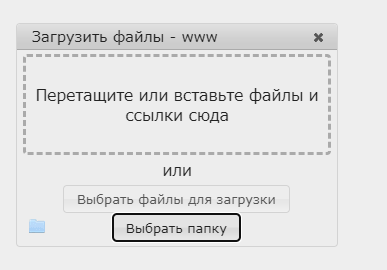 Загрузить файлы - www
Перетащите или вставьте файлы и
ссылки сюда
или
Выбрать файлы для загрузки
Выбрать папку